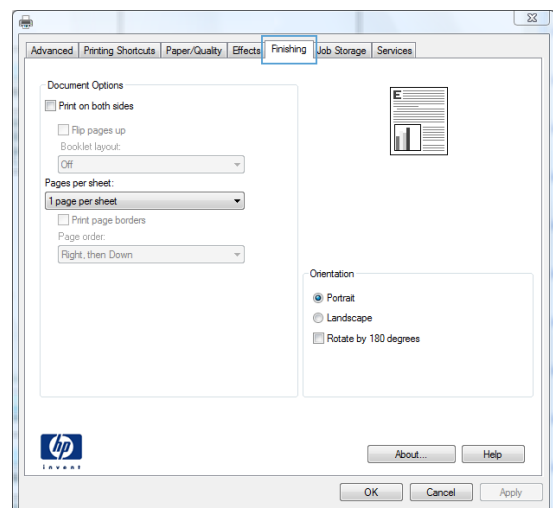 Advanced Printing Shortcuts Paper/Quality Effects Finishing Job Storage Services
Document Options
Print on both sides
Flip pages up
Booklet layout:
Off
Pages per sheet:
1 page per sheet
Print page borders
Page order:
Right, then Down
E
Orientation
Portrait
Landscape
Rotate by 180 degrees
hp
invent
About... Help
OK Cancel Apply